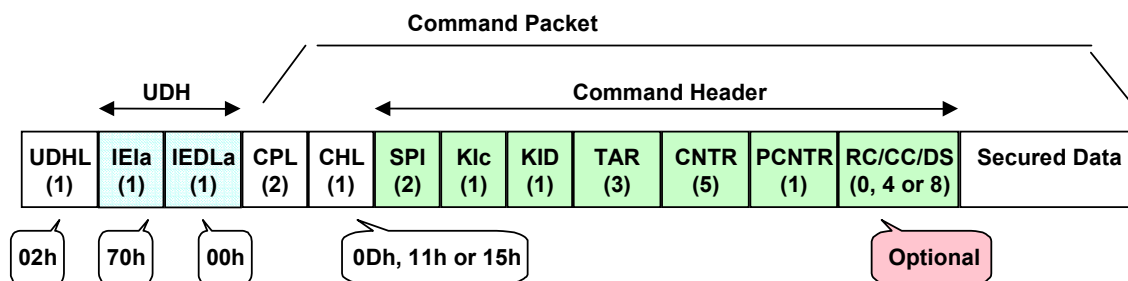 Command Packet
UDH
Command Header
UDHL IEIa IEDLa CPL CHL SPI KIc KID TAR CNTR PCNTR RC/CC/DS Secured Data
(1) (1) (1) (2) (1) (2) (1) (1) (3) (5) (1) (0, 4 or 8)
02h 70h 00h 0Dh, 11h or 15h Optional